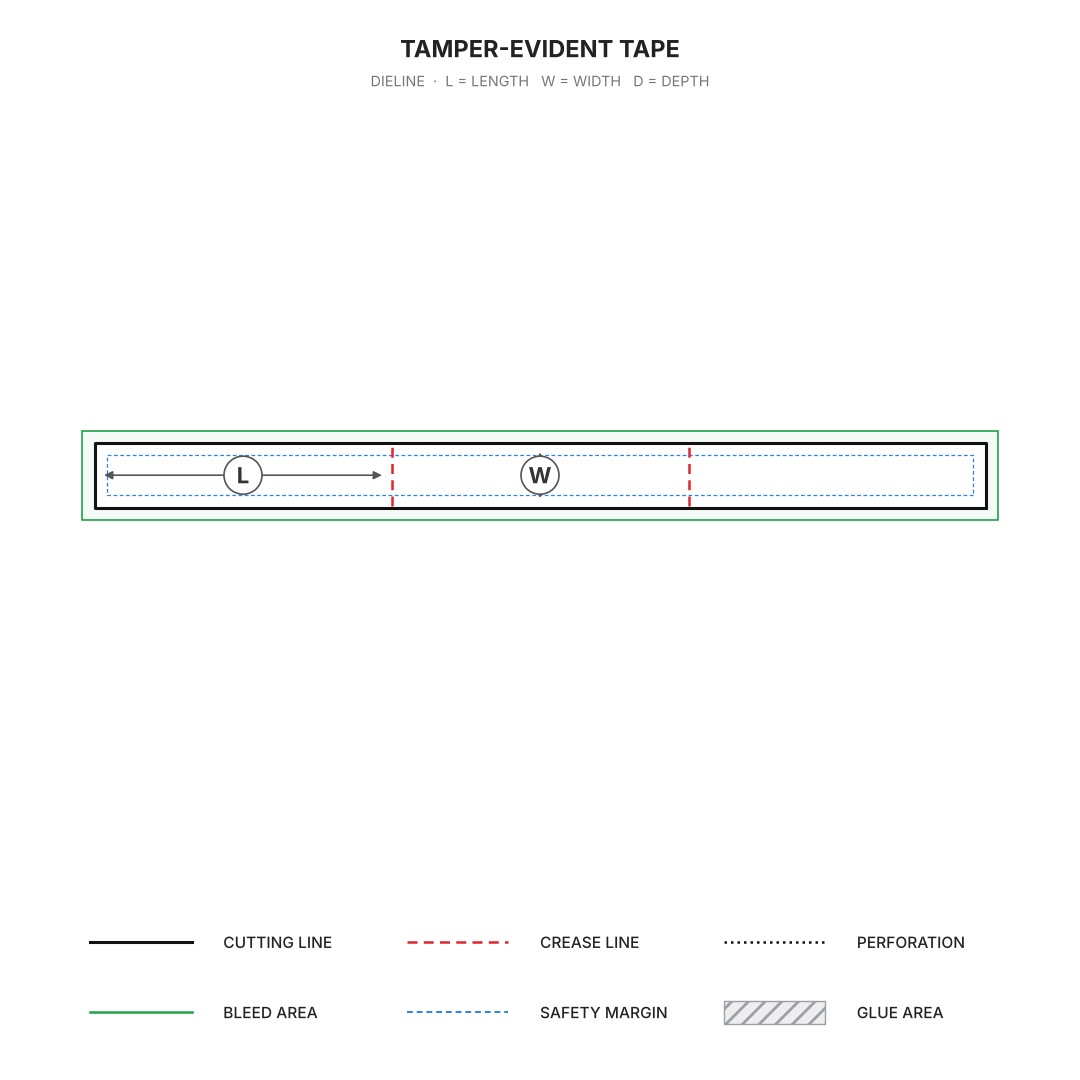 TAMPER-EVIDENT TAPE
DIELINE · L = LENGTH W = WIDTH D = DEPTH
L W
CUTTING LINE CREASE LINE PERFORATION
BLEED AREA SAFETY MARGIN GLUE AREA